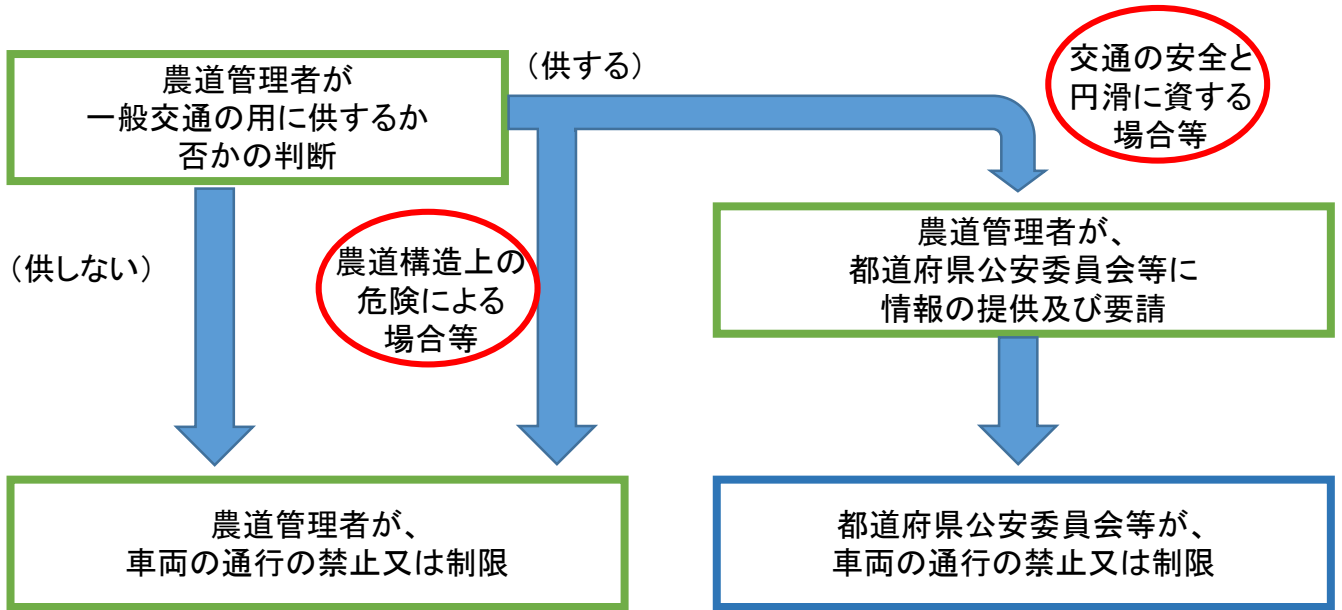 農道管理者が
一般交通の用に供するか
否かの判断
（供する）
交通の安全と
円滑に資する
場合等
（供しない）
農道構造上の
危険による
場合等
農道管理者が、
都道府県公安委員会等に
情報の提供及び要請
農道管理者が、
車両の通行の禁止又は制限
都道府県公安委員会等が、
車両の通行の禁止又は制限